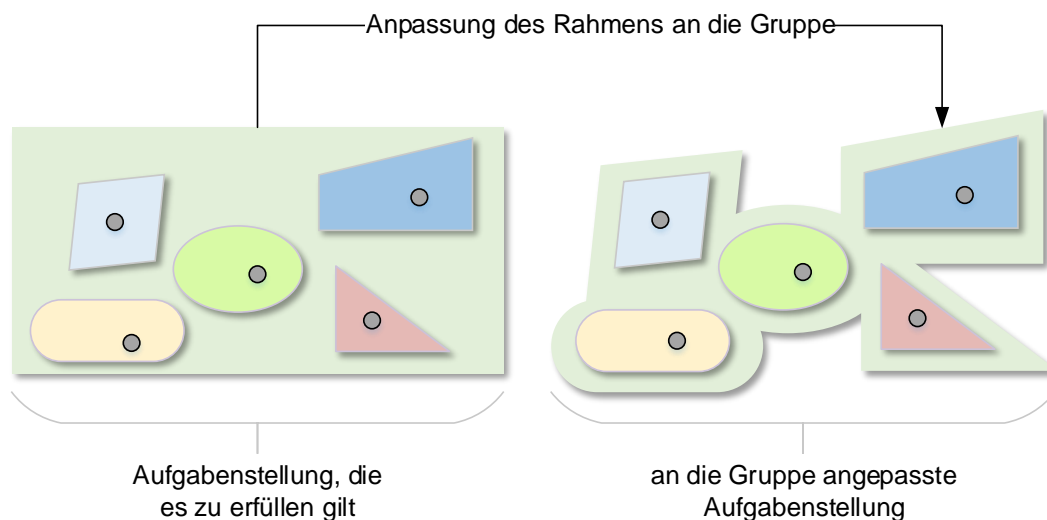 Anpassung des Rahmens an die Gruppe
Aufgabenstellung, die
es zu erfüllen gilt
an die Gruppe angepasste
Aufgabenstellung